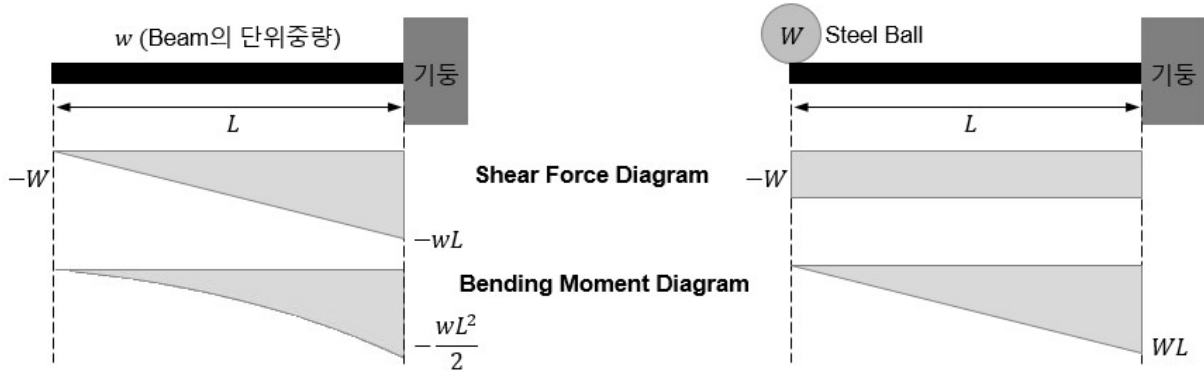 w (Beam의 단위중량)
기둥
L
W
Steel Ball
기둥
L
−W
Shear Force Diagram
−W
−wL
Bending Moment Diagram
−wL²/2
WL